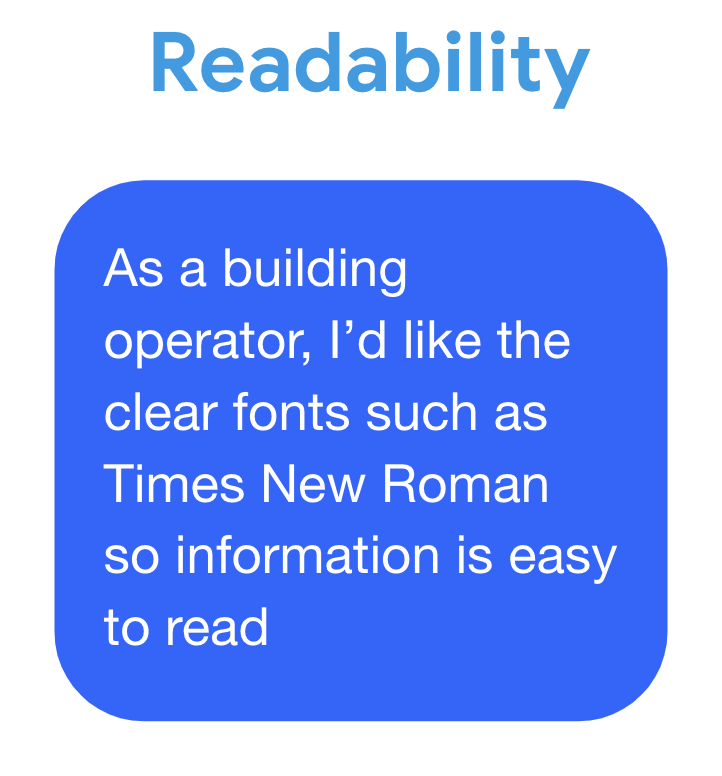 Readability
As a building
operator, I’d like the
clear fonts such as
Times New Roman
so information is easy
to read